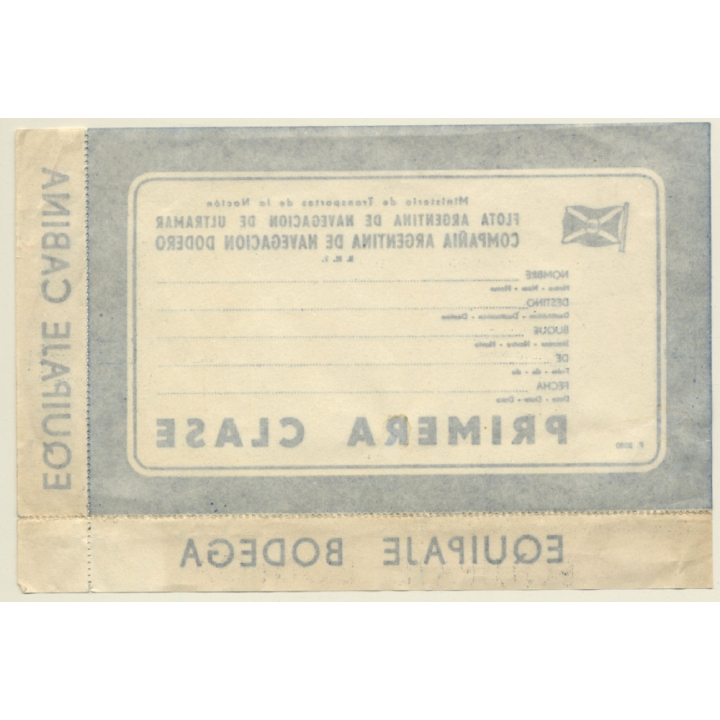 Ministerio de Transportes de la Nación
FLOTA ARGENTINA DE NAVEGACION DE ULTRAMAR
COMPAÑIA ARGENTINA DE NAVEGACION DODERO
NOMBRE
DESTINO
BUQUE
DE
FECHA
PRIMERA CLASE
EQUIPAJE CABINA
EQUIPAJE BODEGA